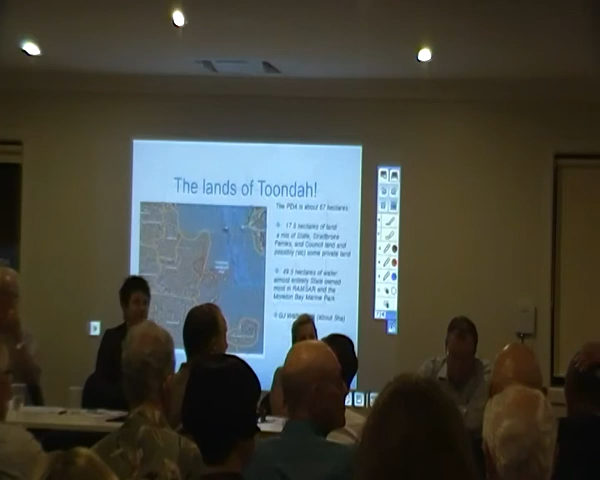 The lands of Toondah!
The PDA is about 67 hectares
17.5 hectares of land
a mix of State, Stradbroke
Ferries, and Council land and
possibly (sic) some private land
49.5 hectares of water
almost entirely State owned
most in RAMSAR and the
Moreton Bay Marine Park
(about 5ha)